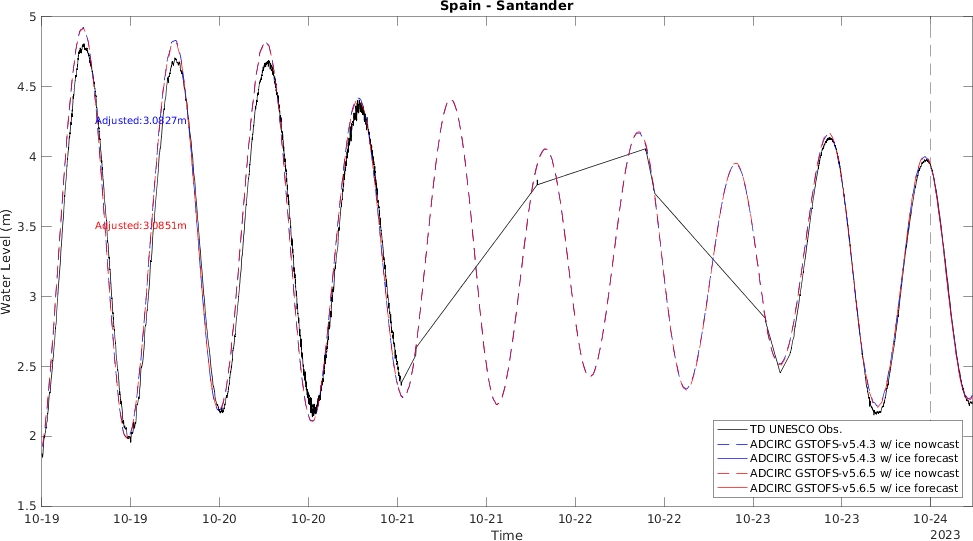 Spain - Santander
5
4.5
4
3.5
3
2.5
2
1.5
Water Level (m)
Adjusted:3.0827m
Adjusted:3.0851m
TD UNESCO Obs.
ADCIRC GSTOFS-v5.4.3 w/ ice nowcast
ADCIRC GSTOFS-v5.4.3 w/ ice forecast
ADCIRC GSTOFS-v5.6.5 w/ ice nowcast
ADCIRC GSTOFS-v5.6.5 w/ ice forecast
10-19 10-19 10-20 10-20 10-21 10-21 10-22 10-22 10-23 10-23 10-24
2023
Time